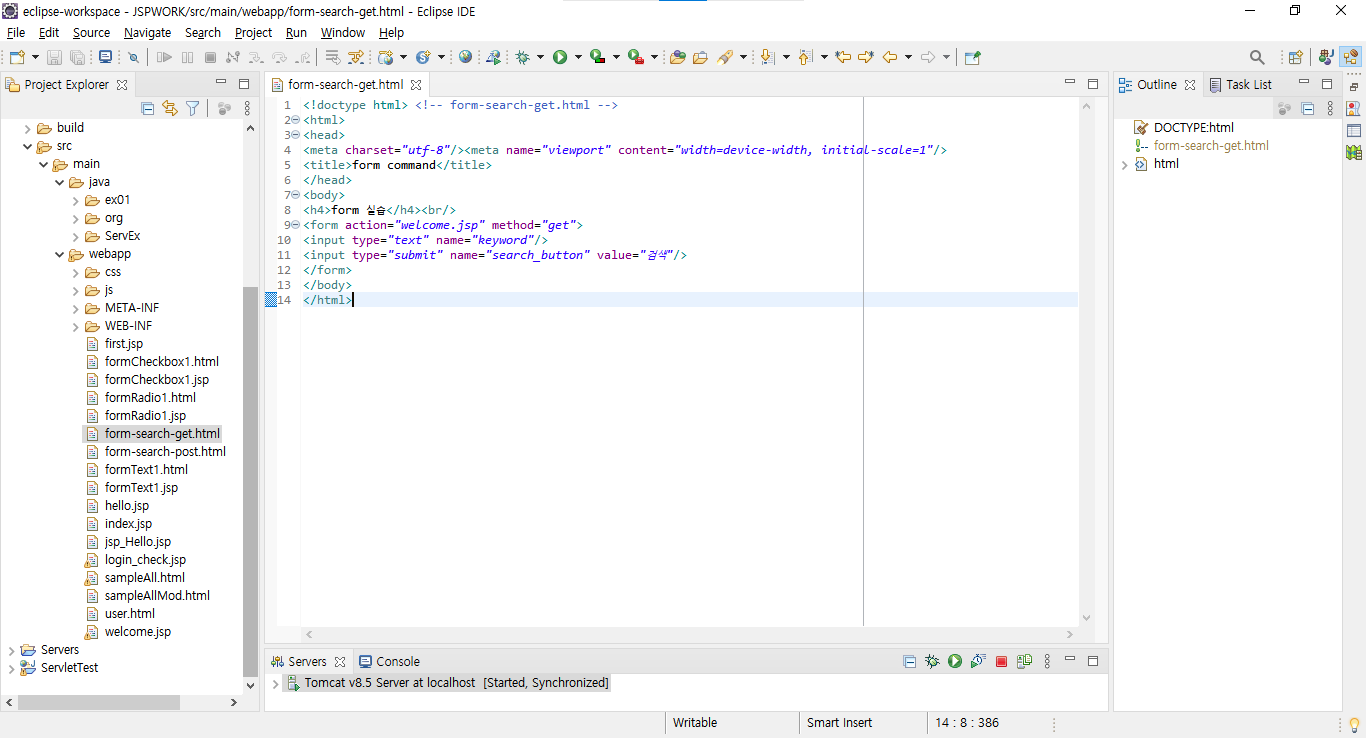 eclipse-workspace - JSPWORK/src/main/webapp/form-search-get.html - Eclipse IDE
File Edit Source Navigate Search Project Run Window Help
Project Explorer
build
src
main
java
ex01
org
ServEx
webapp
css
js
META-INF
WEB-INF
first.jsp
formCheckbox1.html
formCheckbox1.jsp
formRadio1.html
formRadio1.jsp
form-search-get.html
form-search-post.html
formText1.html
formText1.jsp
hello.jsp
index.jsp
jsp_Hello.jsp
login_check.jsp
sampleAll.html
sampleAllMod.html
user.html
welcome.jsp
Servers
ServletTest
form-search-get.html
1 <!doctype html> <!-- form-search-get.html -->
2 <html>
3 <head>
4 <meta charset="utf-8"/><meta name="viewport" content="width=device-width, initial-scale=1"/>
5 <title>form command</title>
6 </head>
7 <body>
8 <h4>form 실습</h4><br/>
9 <form action="welcome.jsp" method="get">
10 <input type="text" name="keyword"/>
11 <input type="submit" name="search_button" value="검색"/>
12 </form>
13 </body>
14 </html>
Servers Console
Tomcat v8.5 Server at localhost [Started, Synchronized]
Outline Task List
DOCTYPE:html
form-search-get.html
html
Writable Smart Insert 14 : 8 : 386